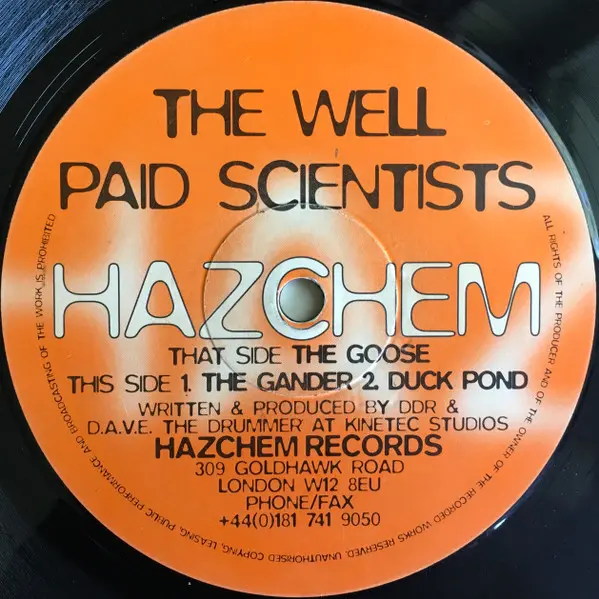 THE WELL
PAID SCIENTISTS
HAZCHEM
THAT SIDE THE GOOSE
THIS SIDE 1. THE GANDER 2. DUCK POND
WRITTEN & PRODUCED BY DDR &
D.A.V.E. THE DRUMMER AT KINETEC STUDIOS
HAZCHEM RECORDS
309 GOLDHAWK ROAD
LONDON W12 8EU
PHONE/FAX
+44(0)181 741 9050
ALL RIGHTS OF THE PRODUCER AND OF THE OWNER OF THE RECORDED WORKS RESERVED. UNAUTHORISED COPYING, LEASING, PUBLIC PERFORMANCE AND BROADCASTING OF THE WORK IS PROHIBITED